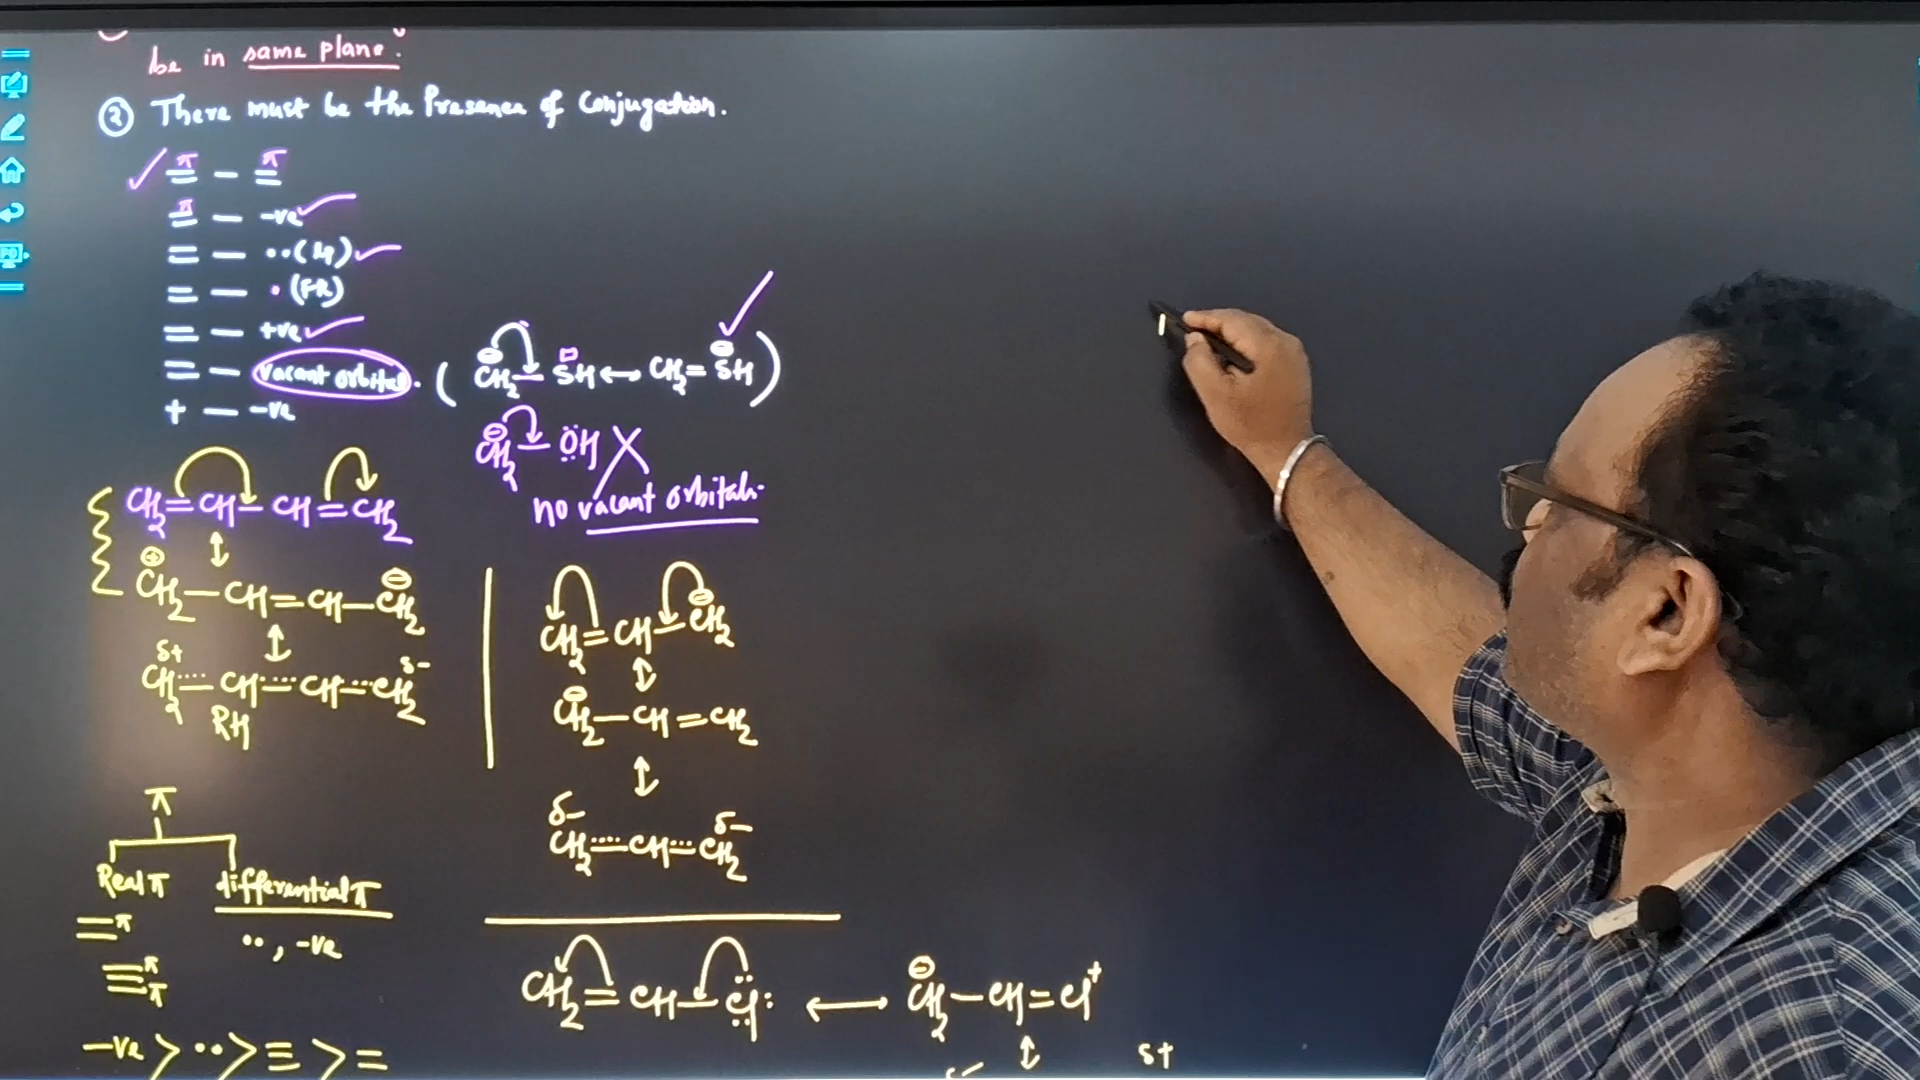 be in same plane.
② There must be the Presence of Conjugation.
π = — π =
π = — -ve
= — ··(lp)
= — ·(FR)
= — +ve
= — vacant orbital. ( ⊖CH₂ — SH ↔ CH₂=⊖SH )
+ — -ve
⊖CH₂ — ÖH X
no vacant orbitals.
CH₂=CH—CH=CH₂
↕
⊕CH₂—CH=CH—⊖CH₂
↕
δ+ δ-
CH₂⋯CH⋯CH⋯CH₂
RH
CH₂=CH—⊖CH₂
↕
⊖CH₂—CH=CH₂
↕
δ- δ-
CH₂⋯CH⋯CH₂
π
Real π differential π
= π ·· , -ve
≡ π π
-ve > ·· > ≡ > =
CH₂=CH—Cl: ↔ ⊖CH₂—CH=Cl+
↕
δ+